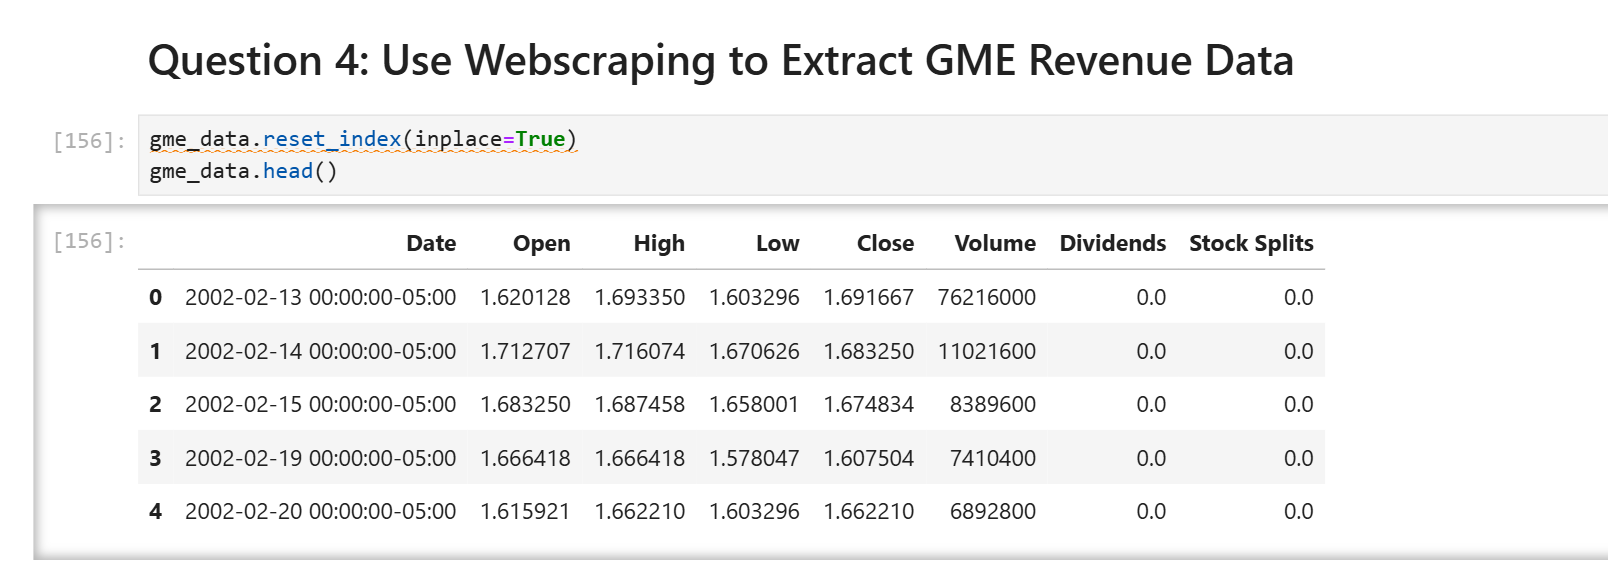 Question 4: Use Webscraping to Extract GME Revenue Data
[156]: gme_data.reset_index(inplace=True)
gme_data.head()
[156]: Date Open High Low Close Volume Dividends Stock Splits
0 2002-02-13 00:00:00-05:00 1.620128 1.693350 1.603296 1.691667 76216000 0.0 0.0
1 2002-02-14 00:00:00-05:00 1.712707 1.716074 1.670626 1.683250 11021600 0.0 0.0
2 2002-02-15 00:00:00-05:00 1.683250 1.687458 1.658001 1.674834 8389600 0.0 0.0
3 2002-02-19 00:00:00-05:00 1.666418 1.666418 1.578047 1.607504 7410400 0.0 0.0
4 2002-02-20 00:00:00-05:00 1.615921 1.662210 1.603296 1.662210 6892800 0.0 0.0